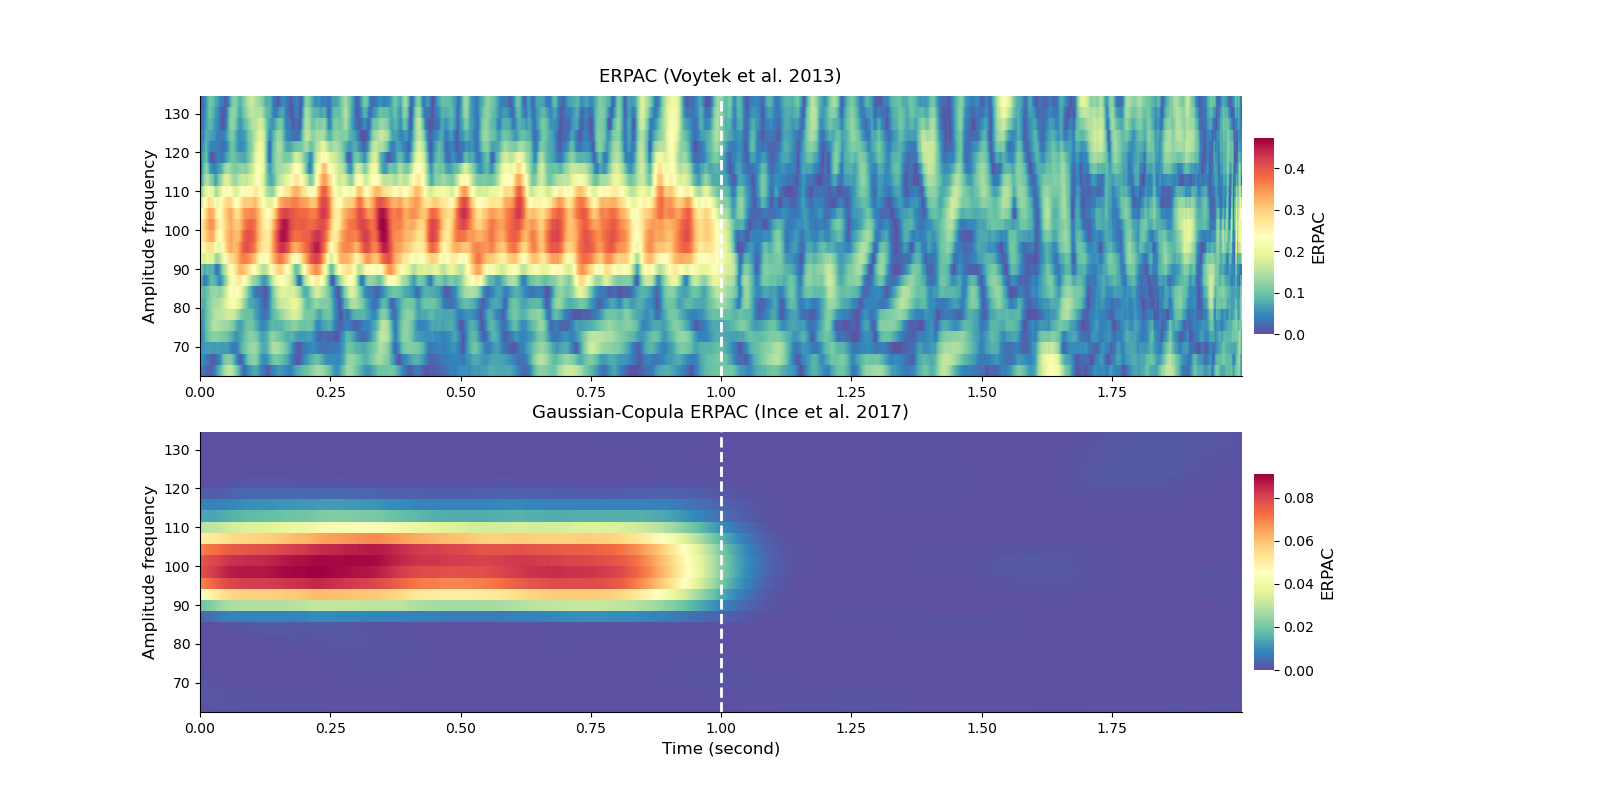 ERPAC (Voytek et al. 2013)
Amplitude frequency
130
120
110
100
90
80
70
0.00 0.25 0.50 0.75 1.00 1.25 1.50 1.75
0.4
0.3
0.2
0.1
0.0
ERPAC
Gaussian-Copula ERPAC (Ince et al. 2017)
Amplitude frequency
130
120
110
100
90
80
70
0.00 0.25 0.50 0.75 1.00 1.25 1.50 1.75
Time (second)
0.08
0.06
0.04
0.02
0.00
ERPAC